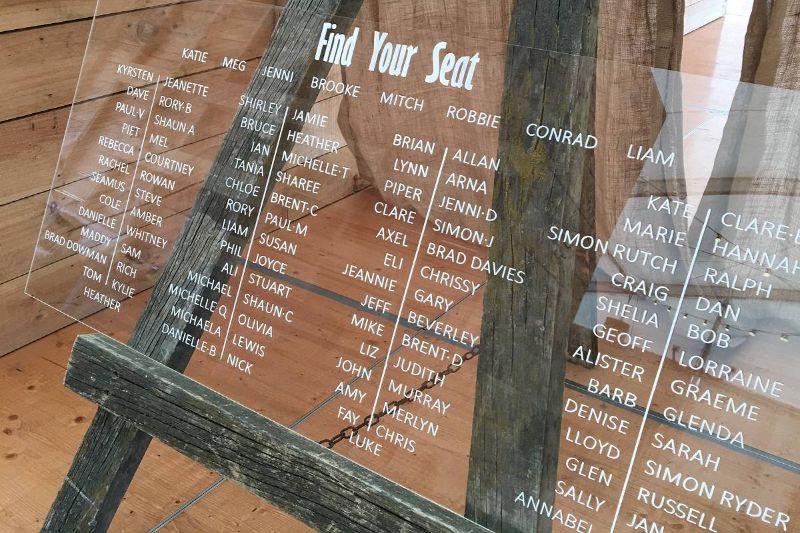 Find Your Seat
KATIE MEG JENNI BROOKE MITCH ROBBIE CONRAD LIAM
KYRSTEN
DAVE
PAUL-V
PIET
REBECCA
RACHEL
SEAMUS
COLE
DANIELLE
MADDY
BRAD DOWMAN
TOM
HEATHER
JEANETTE
RORY-B
SHAUN A
MEL
COURTNEY
ROWAN
STEVE
AMBER
WHITNEY
SAM
RICH
KYLIE
SHIRLEY
BRUCE
IAN
TANIA
CHLOE
RORY
LIAM
PHIL
ALI
MICHAEL
MICHELLE Q
MICHAELA
DANIELLE-B
JAMIE
HEATHER
MICHELLE-T
SHAREE
BRENT-C
PAUL-M
SUSAN
JOYCE
STUART
SHAUN-C
OLIVIA
LEWIS
NICK
BRIAN
LYNN
PIPER
CLARE
AXEL
ELI
JEANNIE
JEFF
MIKE
LIZ
JOHN
AMY
FAY
LUKE
ALLAN
ARNA
JENNI-D
SIMON-J
BRAD DAVIES
CHRISSY
GARY
BEVERLEY
BRENT-D
JUDITH
MURRAY
MERLYN
CHRIS
KATE
MARIE
SIMON RUTCH
CRAIG
SHELIA
GEOFF
ALISTER
BARB
DENISE
LLOYD
GLEN
SALLY
ANNABEL
HANNAH
RALPH
DAN
BOB
LORRAINE
GRAEME
GLENDA
SARAH
SIMON RYDER
RUSSELL
JAN